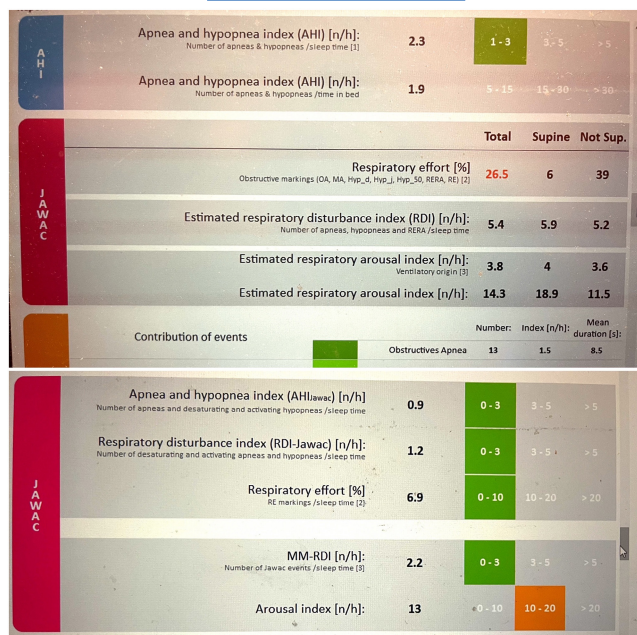 AHI
Apnea and hypopnea index (AHI) [n/h]:
Number of apneas & hypopneas /sleep time [1]
2.3
1 - 3
3 - 5
> 5
Apnea and hypopnea index (AHI) [n/h]:
Number of apneas & hypopneas /time in bed
1.9
5 - 15
15 - 30
> 30
JAWAC
Total Supine Not Sup.
Respiratory effort [%]
Obstructive markings (OA, MA, Hyp_d, Hyp_j, Hyp_50, RERA, RE) [2]
26.5 6 39
Estimated respiratory disturbance index (RDI) [n/h]:
Number of apneas, hypopneas and RERA /sleep time
5.4 5.9 5.2
Estimated respiratory arousal index [n/h]:
Ventilatory origin [3]
3.8 4 3.6
Estimated respiratory arousal index [n/h]:
14.3 18.9 11.5
Contribution of events
Number: Index [n/h]: Mean duration [s]:
Obstructives Apnea 13 1.5 8.5
JAWAC
Apnea and hypopnea index (AHIJawac) [n/h]
Number of apneas and desaturating and activating hypopneas /sleep time
0.9
0 - 3
3 - 5
> 5
Respiratory disturbance index (RDI-Jawac) [n/h]:
Number of desaturating and activating apneas and hypopneas /sleep time
1.2
0 - 3
3 - 5
> 5
Respiratory effort [%]
RE markings /sleep time [2]
6.9
0 - 10
10 - 20
> 20
MM-RDI [n/h]:
Number of Jawac events /sleep time [3]
2.2
0 - 3
3 - 5
> 5
Arousal index [n/h]:
13
0 - 10
10 - 20
> 20